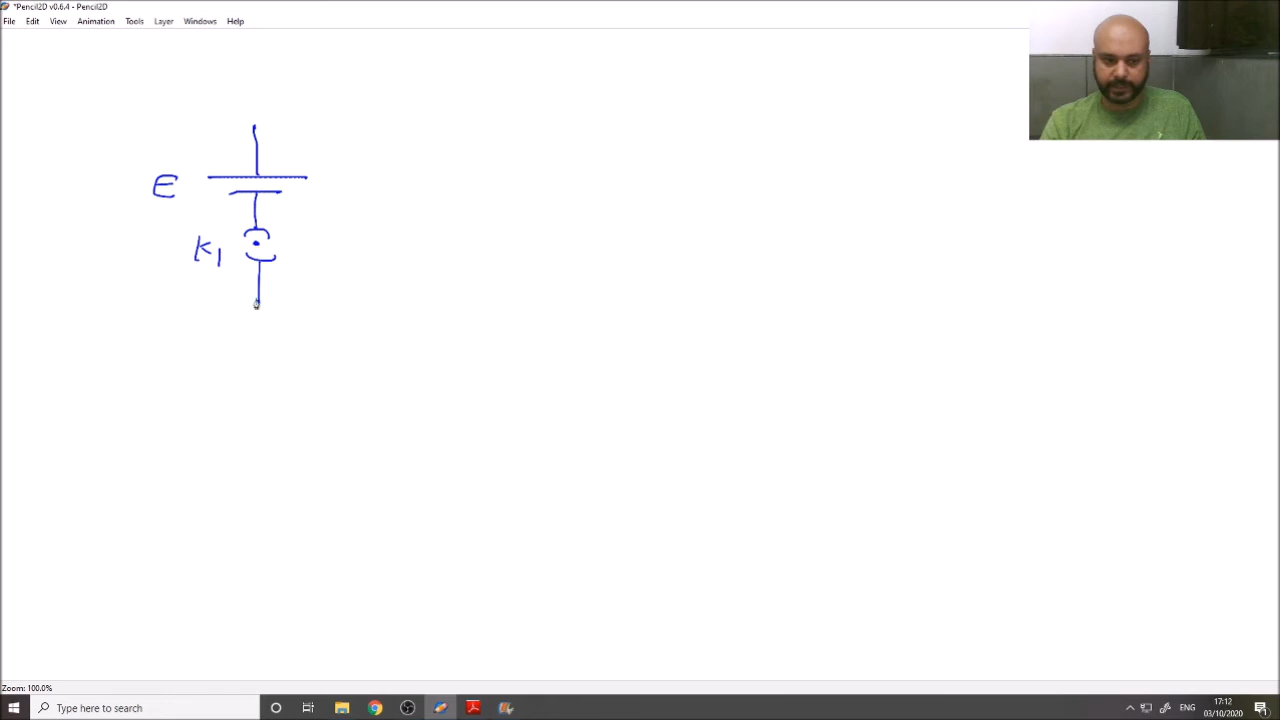 *Pencil2D v0.6.4 - Pencil2D
File Edit View Animation Tools Layer Windows Help
E
K1
Zoom: 100.0%
Type here to search
ENG
17:12
03/10/2020
1